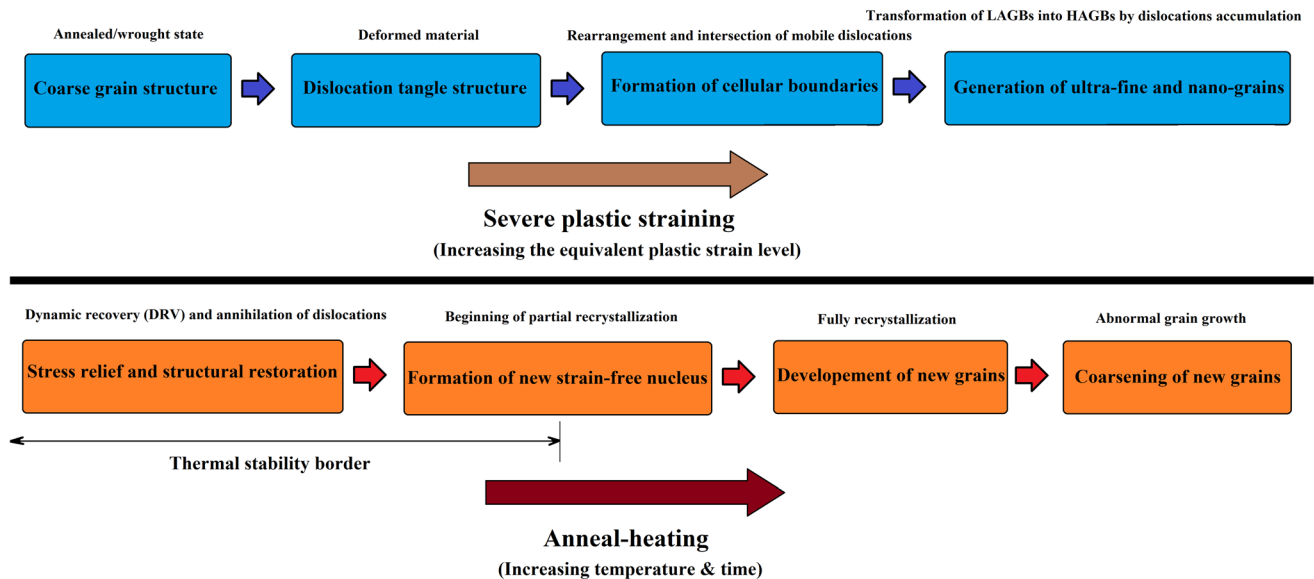 Transformation of LAGBs into HAGBs by dislocations accumulation
Annealed/wrought state
Deformed material
Rearrangement and intersection of mobile dislocations
Coarse grain structure
Dislocation tangle structure
Formation of cellular boundaries
Generation of ultra-fine and nano-grains
Severe plastic straining
(Increasing the equivalent plastic strain level)
Dynamic recovery (DRV) and annihilation of dislocations
Beginning of partial recrystallization
Fully recrystallization
Abnormal grain growth
Stress relief and structural restoration
Formation of new strain-free nucleus
Developement of new grains
Coarsening of new grains
Thermal stability border
Anneal-heating
(Increasing temperature & time)